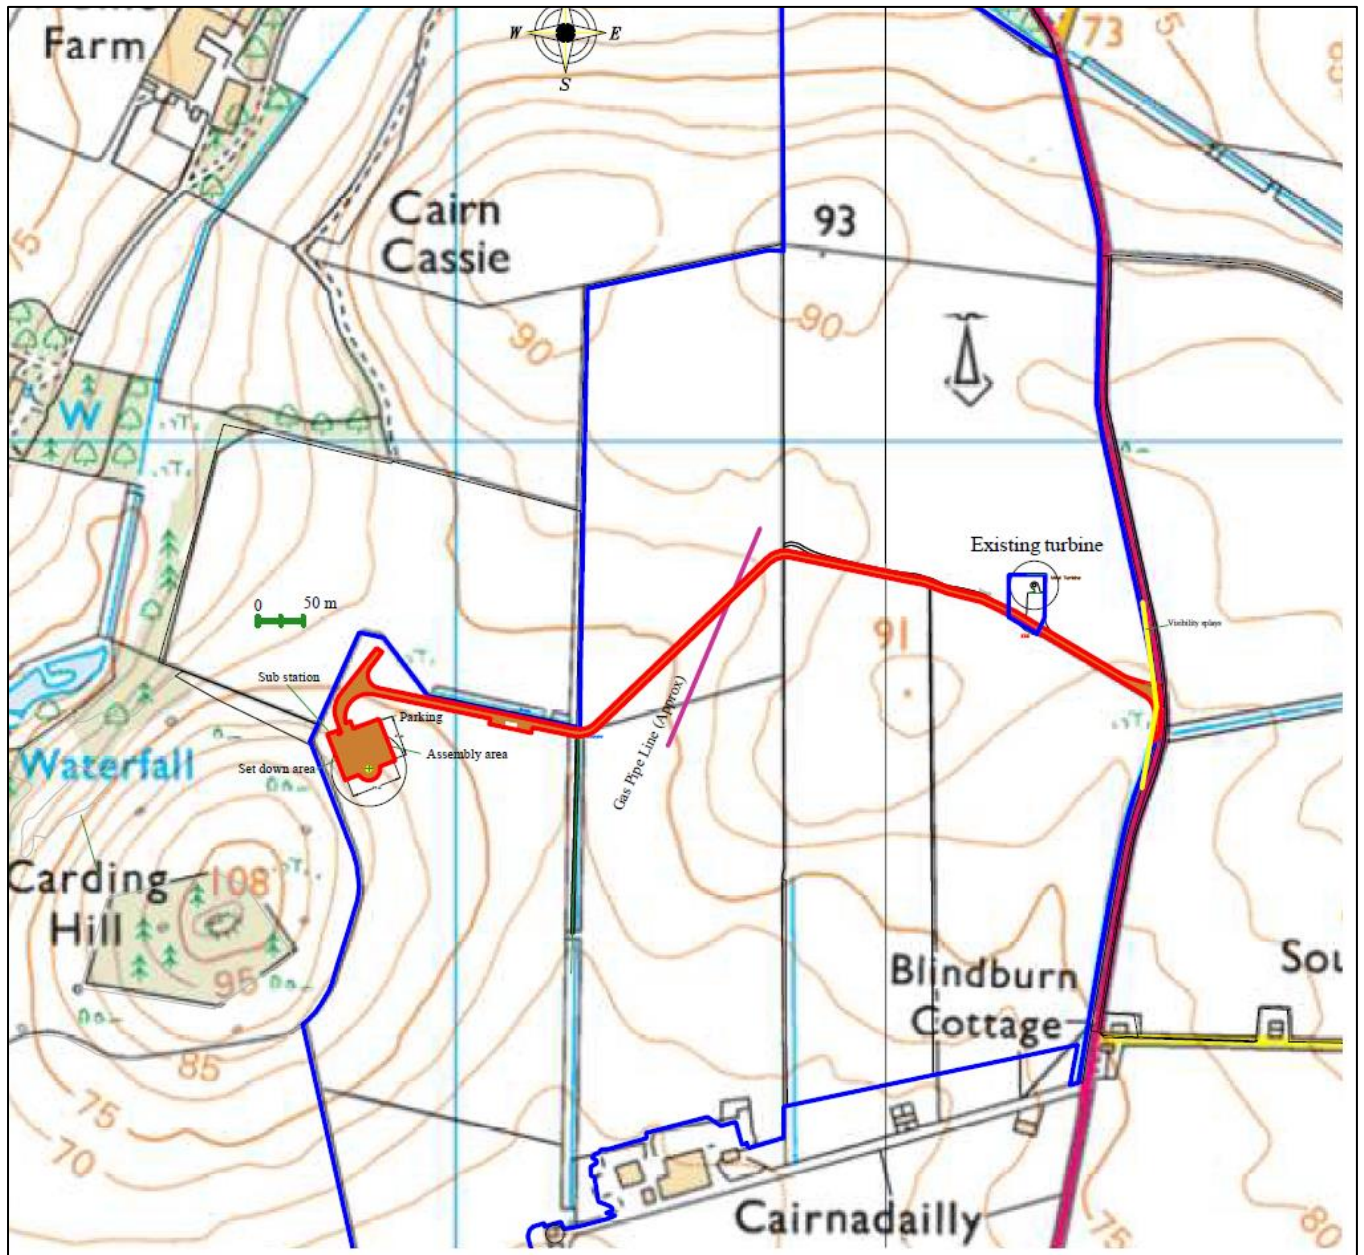 Farm
W
E
S
73
75
75
Cairn
Cassie
93
90
90
W
Existing turbine
0 50 m
91
Visibility splays
Sub station
Parking
Set down area
Assembly area
Gas Pipe Line (Approx)
Waterfall
Carding
Hill
108
95
Blindburn
Cottage
Sou
85
75
70
Cairnadailly
75
80